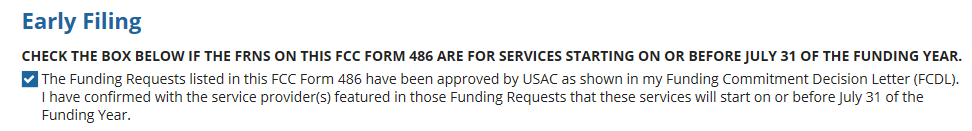 Early Filing
CHECK THE BOX BELOW IF THE FRNS ON THIS FCC FORM 486 ARE FOR SERVICES STARTING ON OR BEFORE JULY 31 OF THE FUNDING YEAR.
The Funding Requests listed in this FCC Form 486 have been approved by USAC as shown in my Funding Commitment Decision Letter (FCDL).
I have confirmed with the service provider(s) featured in those Funding Requests that these services will start on or before July 31 of the
Funding Year.